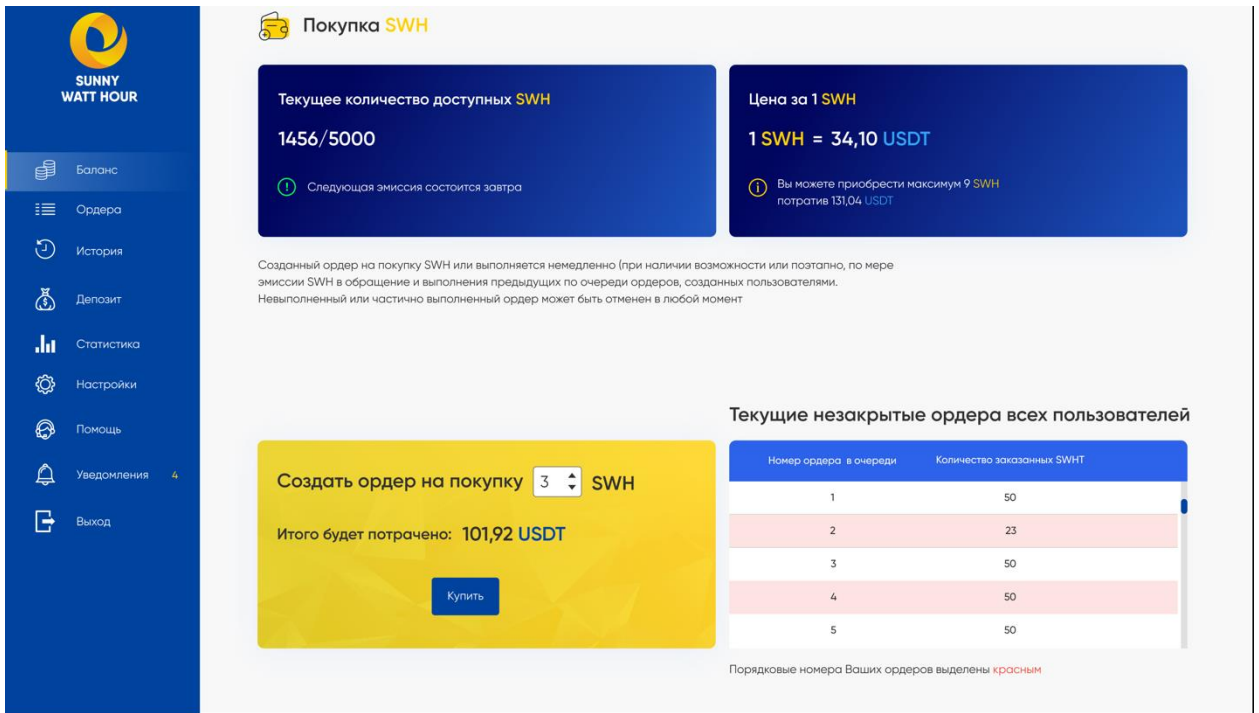 SUNNY
WATT HOUR
Баланс
Ордера
История
Депозит
Статистика
Настройки
Помощь
Уведомления 4
Выход
Покупка SWH
Текущее количество доступных SWH
1456/5000
Следующая эмиссия состоится завтра
Цена за 1 SWH
1 SWH = 34,10 USDT
Вы можете приобрести максимум 9 SWH
потратив 131,04 USDT
Созданный ордер на покупку SWH или выполняется немедленно (при наличии возможности или поэтапно, по мере
эмиссии SWH в обращение и выполнения предыдущих по очереди ордеров, созданных пользователями.
Невыполненный или частично выполненный ордер может быть отменен в любой момент
Создать ордер на покупку 3 SWH
Итого будет потрачено: 101,92 USDT
Купить
Текущие незакрытые ордера всех пользователей
Номер ордера в очереди Количество заказанных SWHT
1 50
2 23
3 50
4 50
5 50
Порядковые номера Ваших ордеров выделены красным